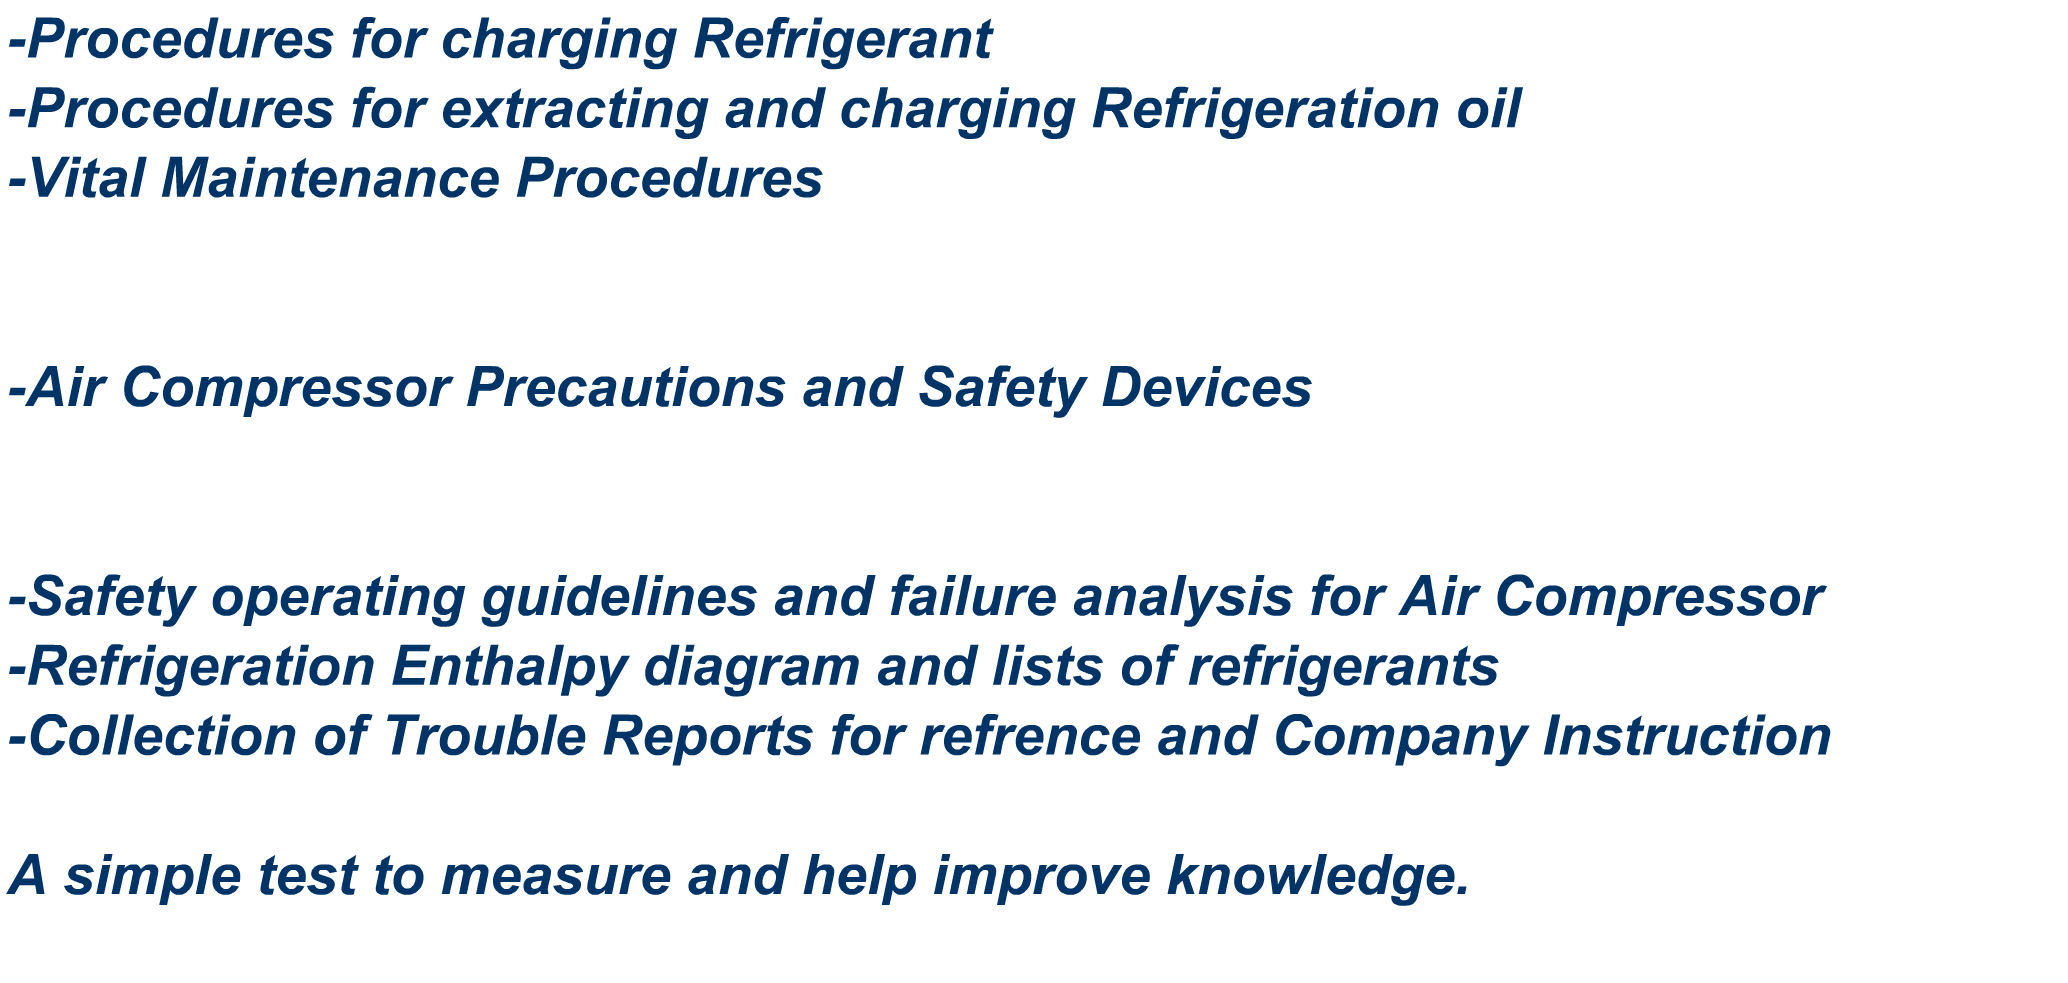 -Procedures for charging Refrigerant
-Procedures for extracting and charging Refrigeration oil
-Vital Maintenance Procedures
-Air Compressor Precautions and Safety Devices
-Safety operating guidelines and failure analysis for Air Compressor
-Refrigeration Enthalpy diagram and lists of refrigerants
-Collection of Trouble Reports for refrence and Company Instruction
A simple test to measure and help improve knowledge.